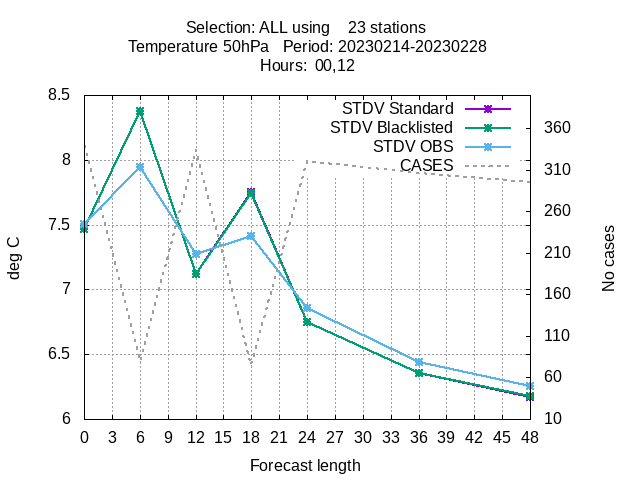 Selection: ALL using 23 stations
Temperature 50hPa Period: 20230214-20230228
Hours: 00,12
STDV Standard
STDV Blacklisted
STDV OBS
CASES
8.5
8
7.5
7
6.5
6
deg C
360
310
260
210
160
110
60
10
No cases
0 3 6 9 12 15 18 21 24 27 30 33 36 39 42 45 48
Forecast length